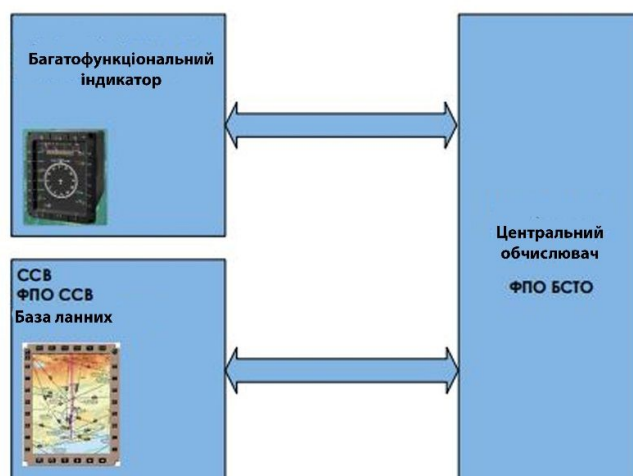 Багатофункціональний
індикатор
ССВ
ФПО ССВ
База ланних
Центральний
обчислювач
ФПО БСТО